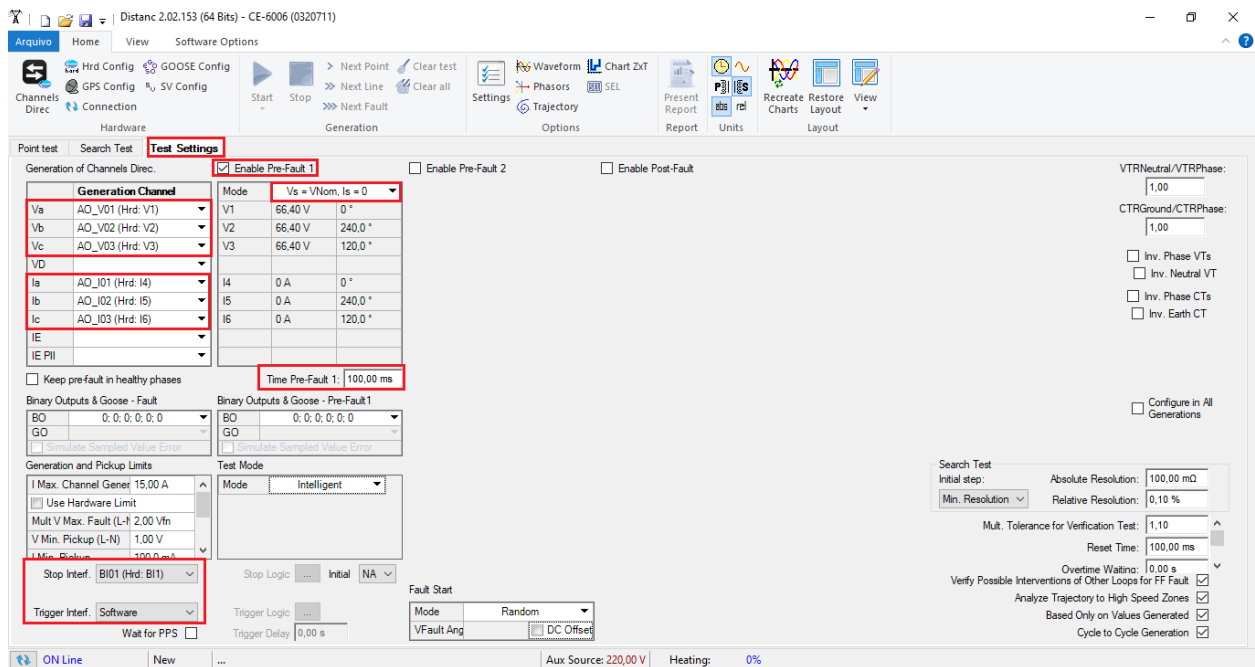 Distanc 2.02.153 (64 Bits) - CE-6006 (0320711)
Arquivo Home View Software Options
Channels Direc
Hrd Config GOOSE Config
GPS Config SV Config
Connection
Hardware
Start Stop
Next Point Clear test
Next Line Clear all
Next Fault
Generation
Settings
Waveform Chart ZxT
Phasors SEL
Trajectory
Options
Present Report
Report
abs rel
Units
Recreate Charts
Restore Layout
View
Layout
Point test Search Test Test Settings
Generation of Channels Direc. Enable Pre-Fault 1 Enable Pre-Fault 2 Enable Post-Fault VTRNeutral/VTRPhase:
1,00
Generation Channel Mode Vs = VNom, Is = 0
CTRGround/CTRPhase:
1,00
Va AO_V01 (Hrd: V1) V1 66,40 V 0 °
Vb AO_V02 (Hrd: V2) V2 66,40 V 240,0 °
Vc AO_V03 (Hrd: V3) V3 66,40 V 120,0 °
VD
Ia AO_I01 (Hrd: I4) I4 0 A 0 °
Ib AO_I02 (Hrd: I5) I5 0 A 240,0 °
Ic AO_I03 (Hrd: I6) I6 0 A 120,0 °
IE
IE PII
Inv. Phase VTs
Inv. Neutral VT
Inv. Phase CTs
Inv. Earth CT
Keep pre-fault in healthy phases Time Pre-Fault 1: 100,00 ms
Binary Outputs & Goose - Fault Binary Outputs & Goose - Pre-Fault1
BO 0; 0; 0; 0; 0; 0 BO 0; 0; 0; 0; 0; 0
GO GO
Simulate Sampled Value Error Simulate Sampled Value Error
Configure in All Generations
Generation and Pickup Limits Test Mode
I Max. Channel Gener 15,00 A Mode Intelligent
Use Hardware Limit
Mult V Max. Fault (L-N 2,00 Vfn
V Min. Pickup (L-N) 1,00 V
I Min. Pickup 100,0 mA
Search Test
Initial step: Absolute Resolution: 100,00 mΩ
Min. Resolution Relative Resolution: 0,10 %
Mult. Tolerance for Verification Test: 1,10
Reset Time: 100,00 ms
Overtime Waiting: 0,00 s
Stop Interf. BI01 (Hrd: BI1) Stop Logic ... Initial NA
Trigger Interf. Software Trigger Logic ...
Wait for PPS Trigger Delay 0,00 s
Fault Start
Mode Random
VFault Ang DC Offset
Verify Possible Interventions of Other Loops for FF Fault
Analyze Trajectory to High Speed Zones
Based Only on Values Generated
Cycle to Cycle Generation
ON Line New ... Aux Source: 220,00 V Heating: 0%